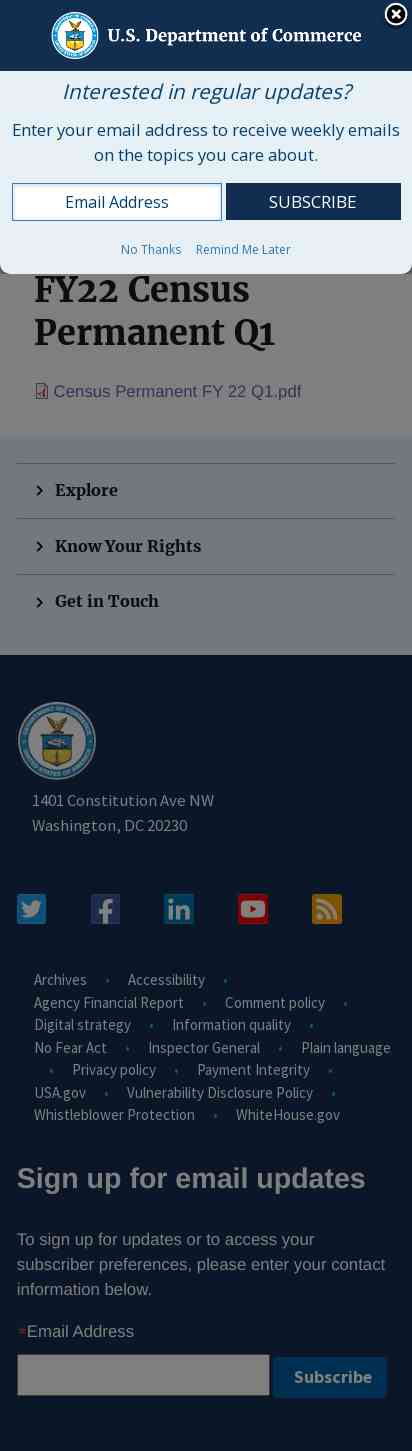 U.S. Department of Commerce
Interested in regular updates?
Enter your email address to receive weekly emails
on the topics you care about.
Email Address
SUBSCRIBE
No Thanks Remind Me Later
FY22 Census
Permanent Q1
Census Permanent FY 22 Q1.pdf
Explore
Know Your Rights
Get in Touch
1401 Constitution Ave NW
Washington, DC 20230
Archives • Accessibility •
Agency Financial Report • Comment policy •
Digital strategy • Information quality •
No Fear Act • Inspector General • Plain language
• Privacy policy • Payment Integrity •
USA.gov • Vulnerability Disclosure Policy •
Whistleblower Protection • WhiteHouse.gov
Sign up for email updates
To sign up for updates or to access your
subscriber preferences, please enter your contact
information below.
*Email Address
Subscribe